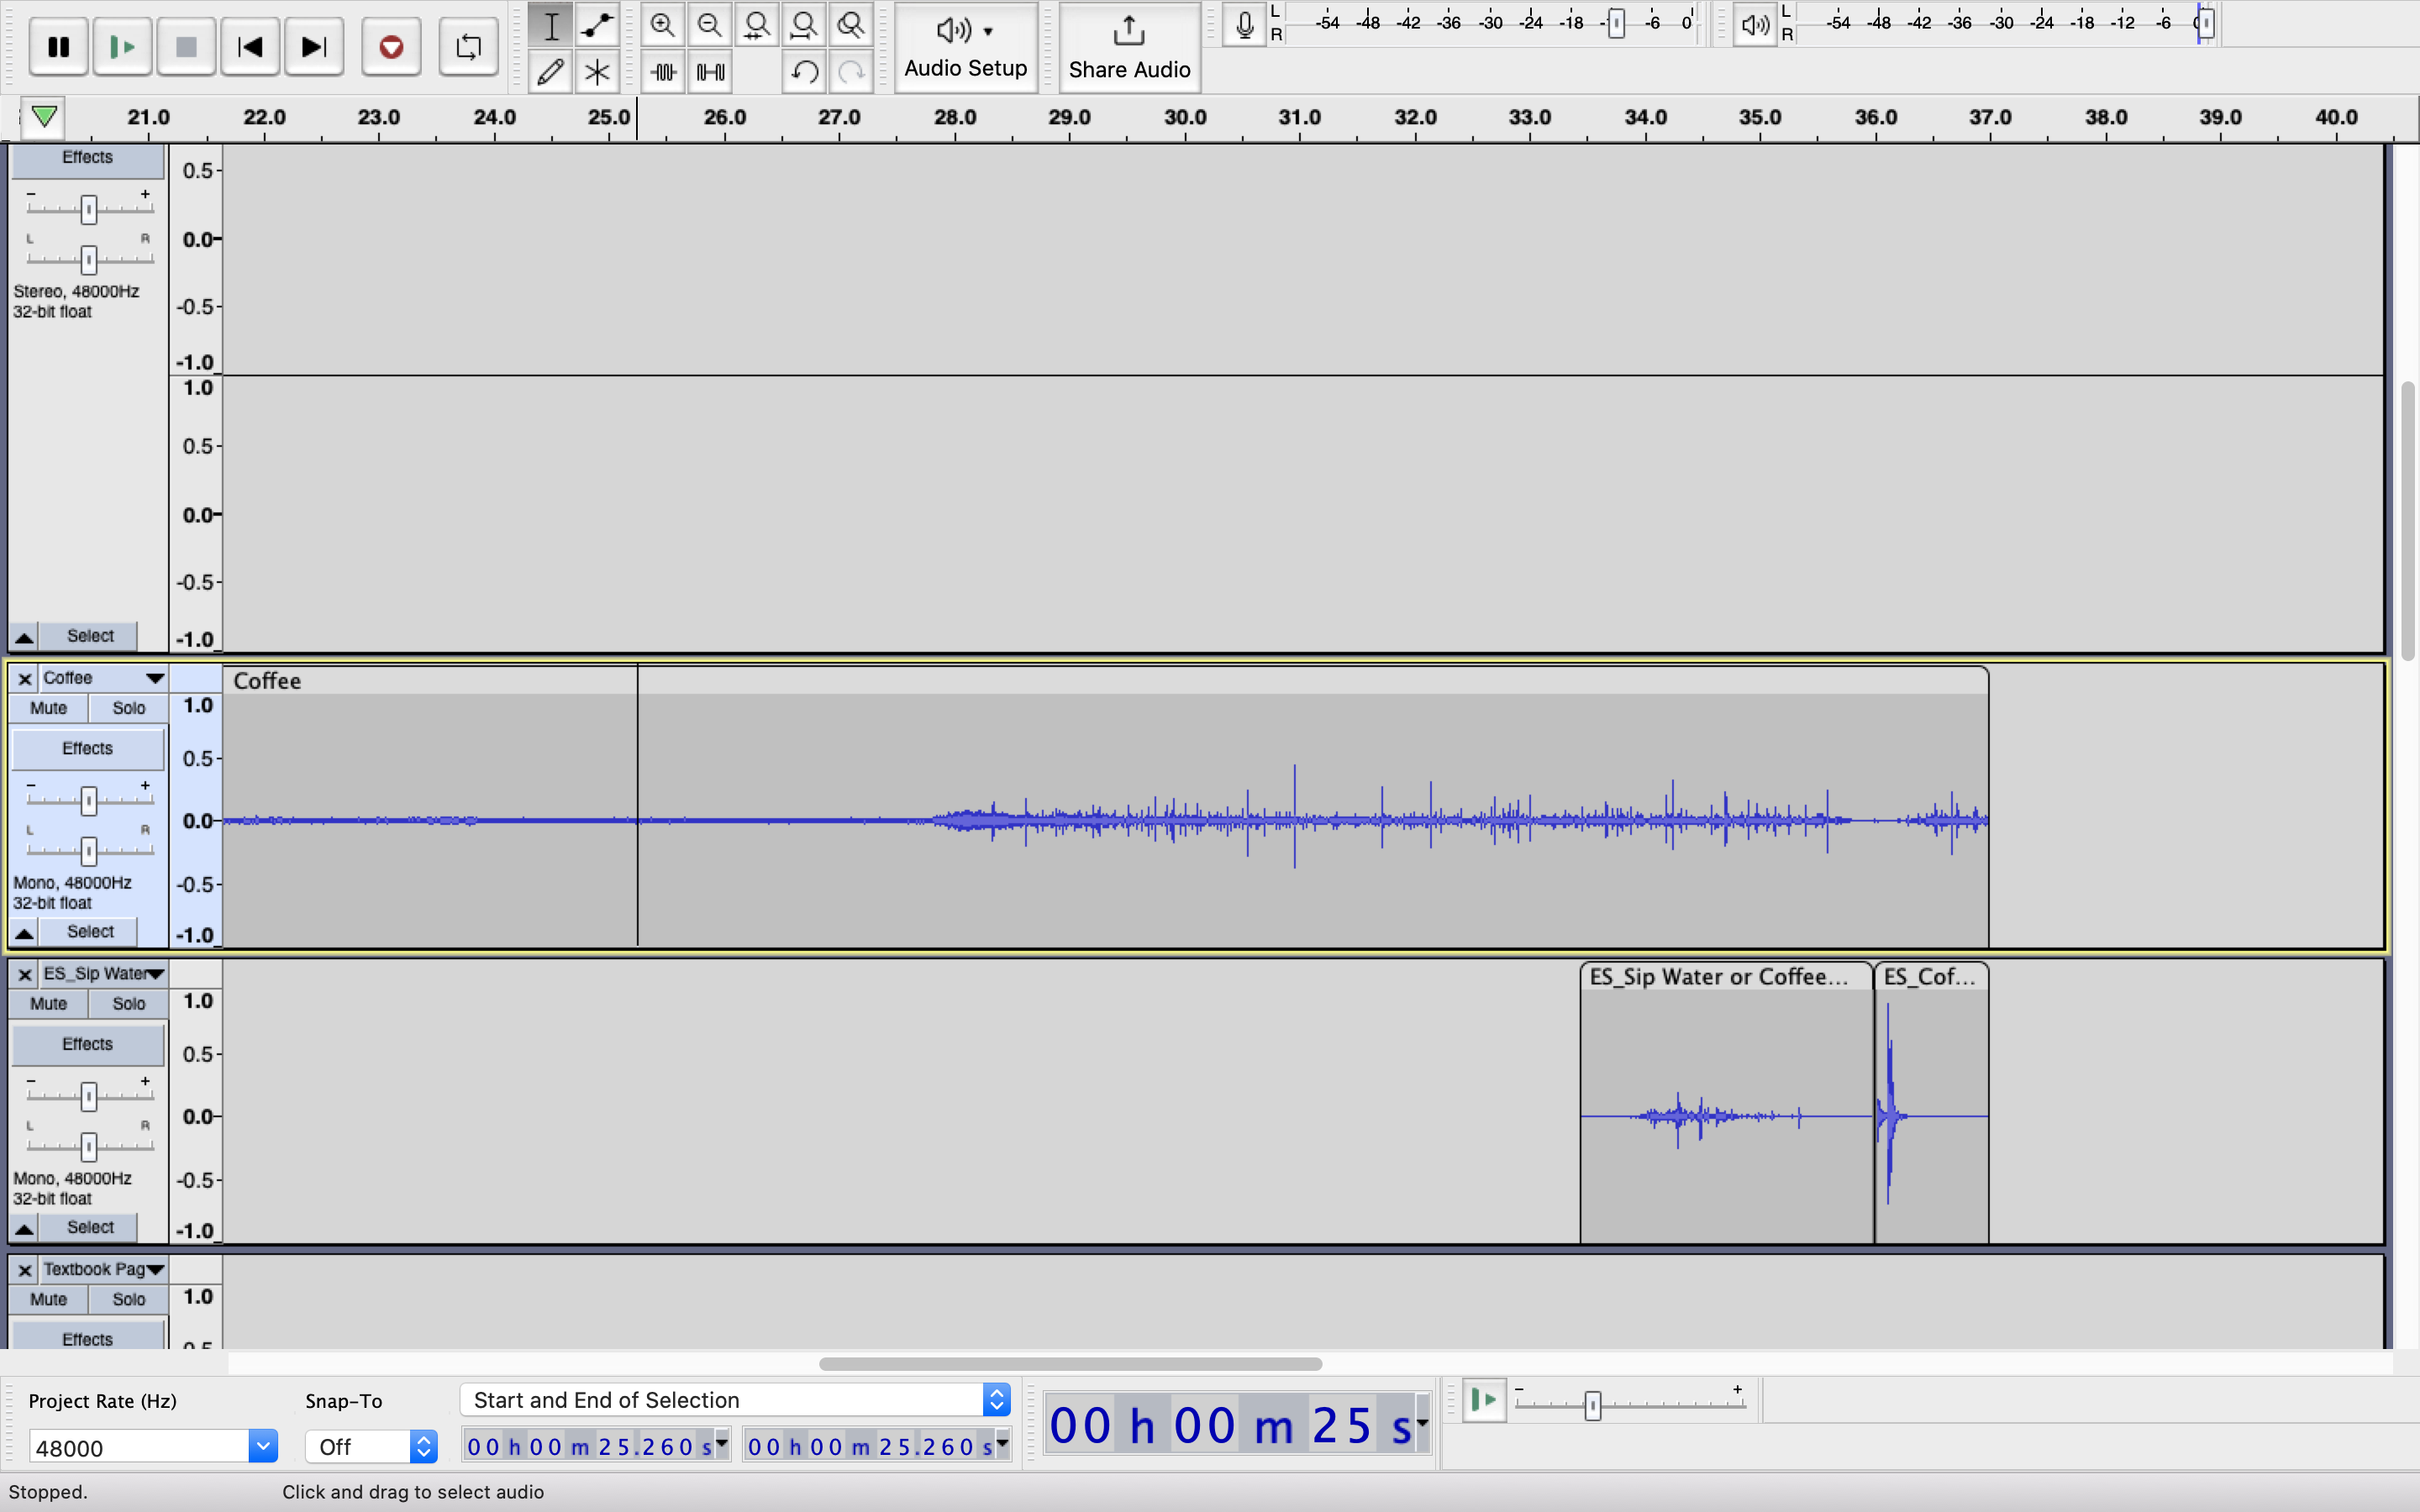 L
R
-54 -48 -42 -36 -30 -24 -18 -6 0
L
R
-54 -48 -42 -36 -30 -24 -18 -12 -6
Audio Setup
Share Audio
21.0 22.0 23.0 24.0 25.0 26.0 27.0 28.0 29.0 30.0 31.0 32.0 33.0 34.0 35.0 36.0 37.0 38.0 39.0 40.0
Effects
0.5
- +
0.0
L R
Stereo, 48000Hz
32-bit float
-0.5
-1.0
1.0
0.5
0.0
-0.5
Select
-1.0
Coffee
Coffee
Mute Solo
1.0
Effects
0.5
- +
0.0
L R
Mono, 48000Hz
32-bit float
-0.5
Select
-1.0
ES_Sip Water
ES_Sip Water or Coffee...
ES_Cof...
Mute Solo
1.0
Effects
0.5
- +
0.0
L R
Mono, 48000Hz
32-bit float
-0.5
Select
-1.0
Textbook Pag
Mute Solo
1.0
Effects
0.5
Project Rate (Hz)
Snap-To
Start and End of Selection
48000
Off
00 h 00 m 25.260 s
00 h 00 m 25.260 s
00 h 00 m 25 s
- +
Stopped.
Click and drag to select audio